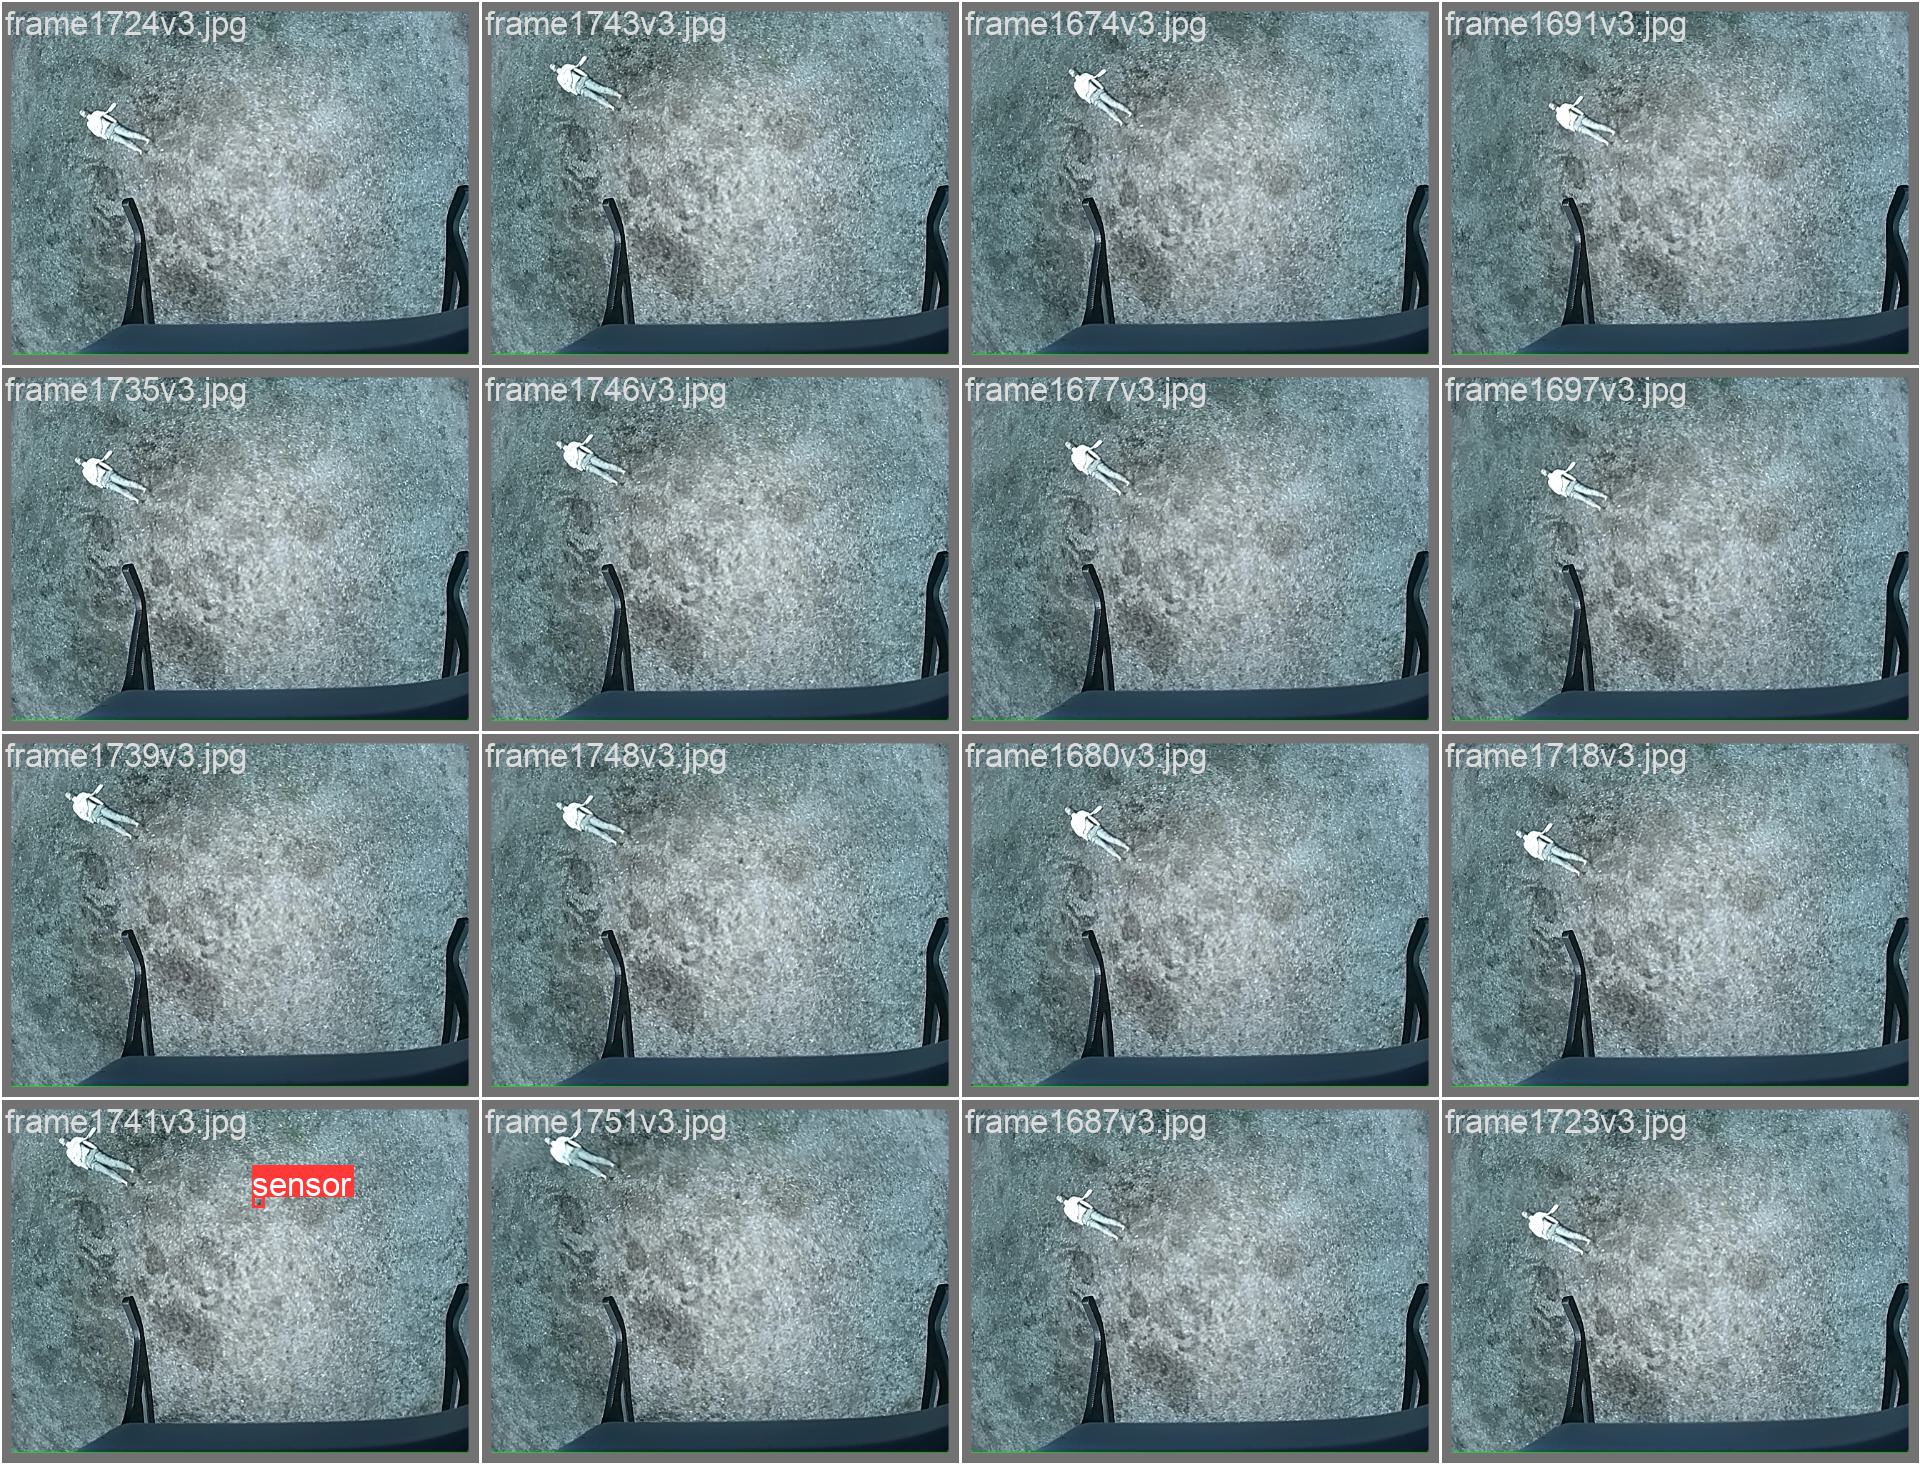 frame1724v3.jpg frame1743v3.jpg frame1674v3.jpg frame1691v3.jpg
frame1735v3.jpg frame1746v3.jpg frame1677v3.jpg frame1697v3.jpg
frame1739v3.jpg frame1748v3.jpg frame1680v3.jpg frame1718v3.jpg
frame1741v3.jpg frame1751v3.jpg frame1687v3.jpg frame1723v3.jpg
sensor